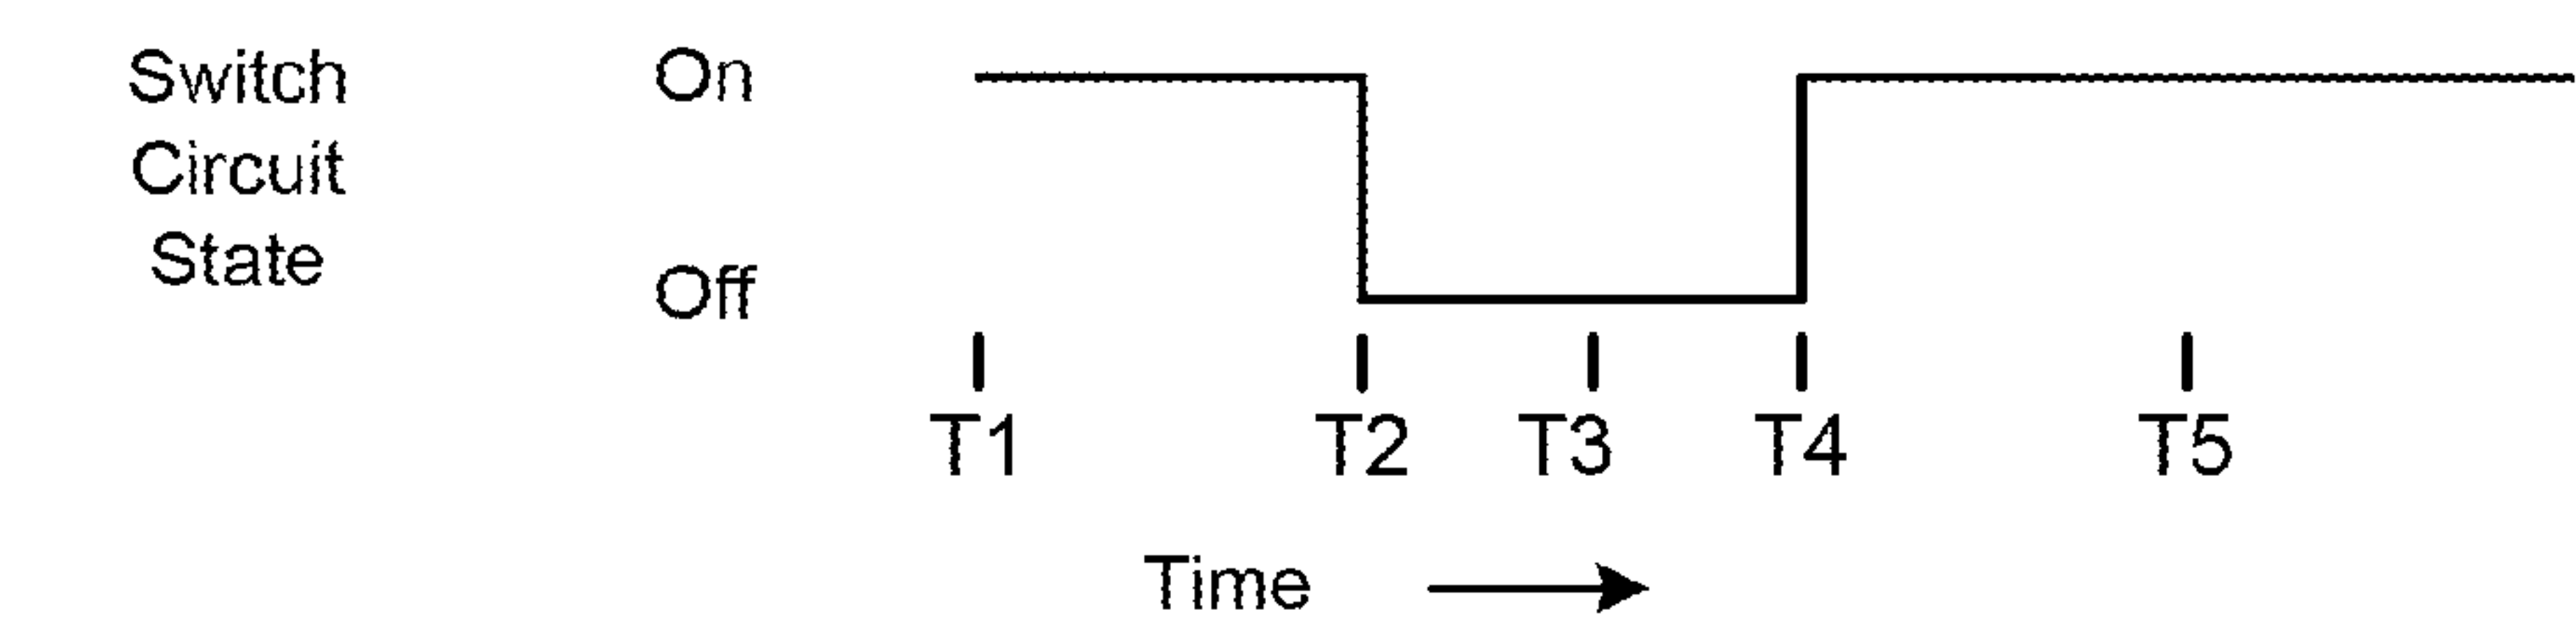 Switch
Circuit
State
On
Off
T1 T2 T3 T4 T5
Time